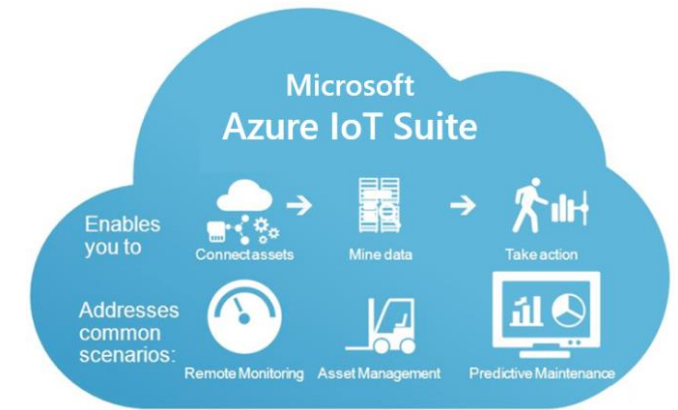 Microsoft
Azure IoT Suite
Enables
you to
Connect assets
Mine data
Take action
Addresses
common
scenarios:
Remote Monitoring
Asset Management
Predictive Maintenance